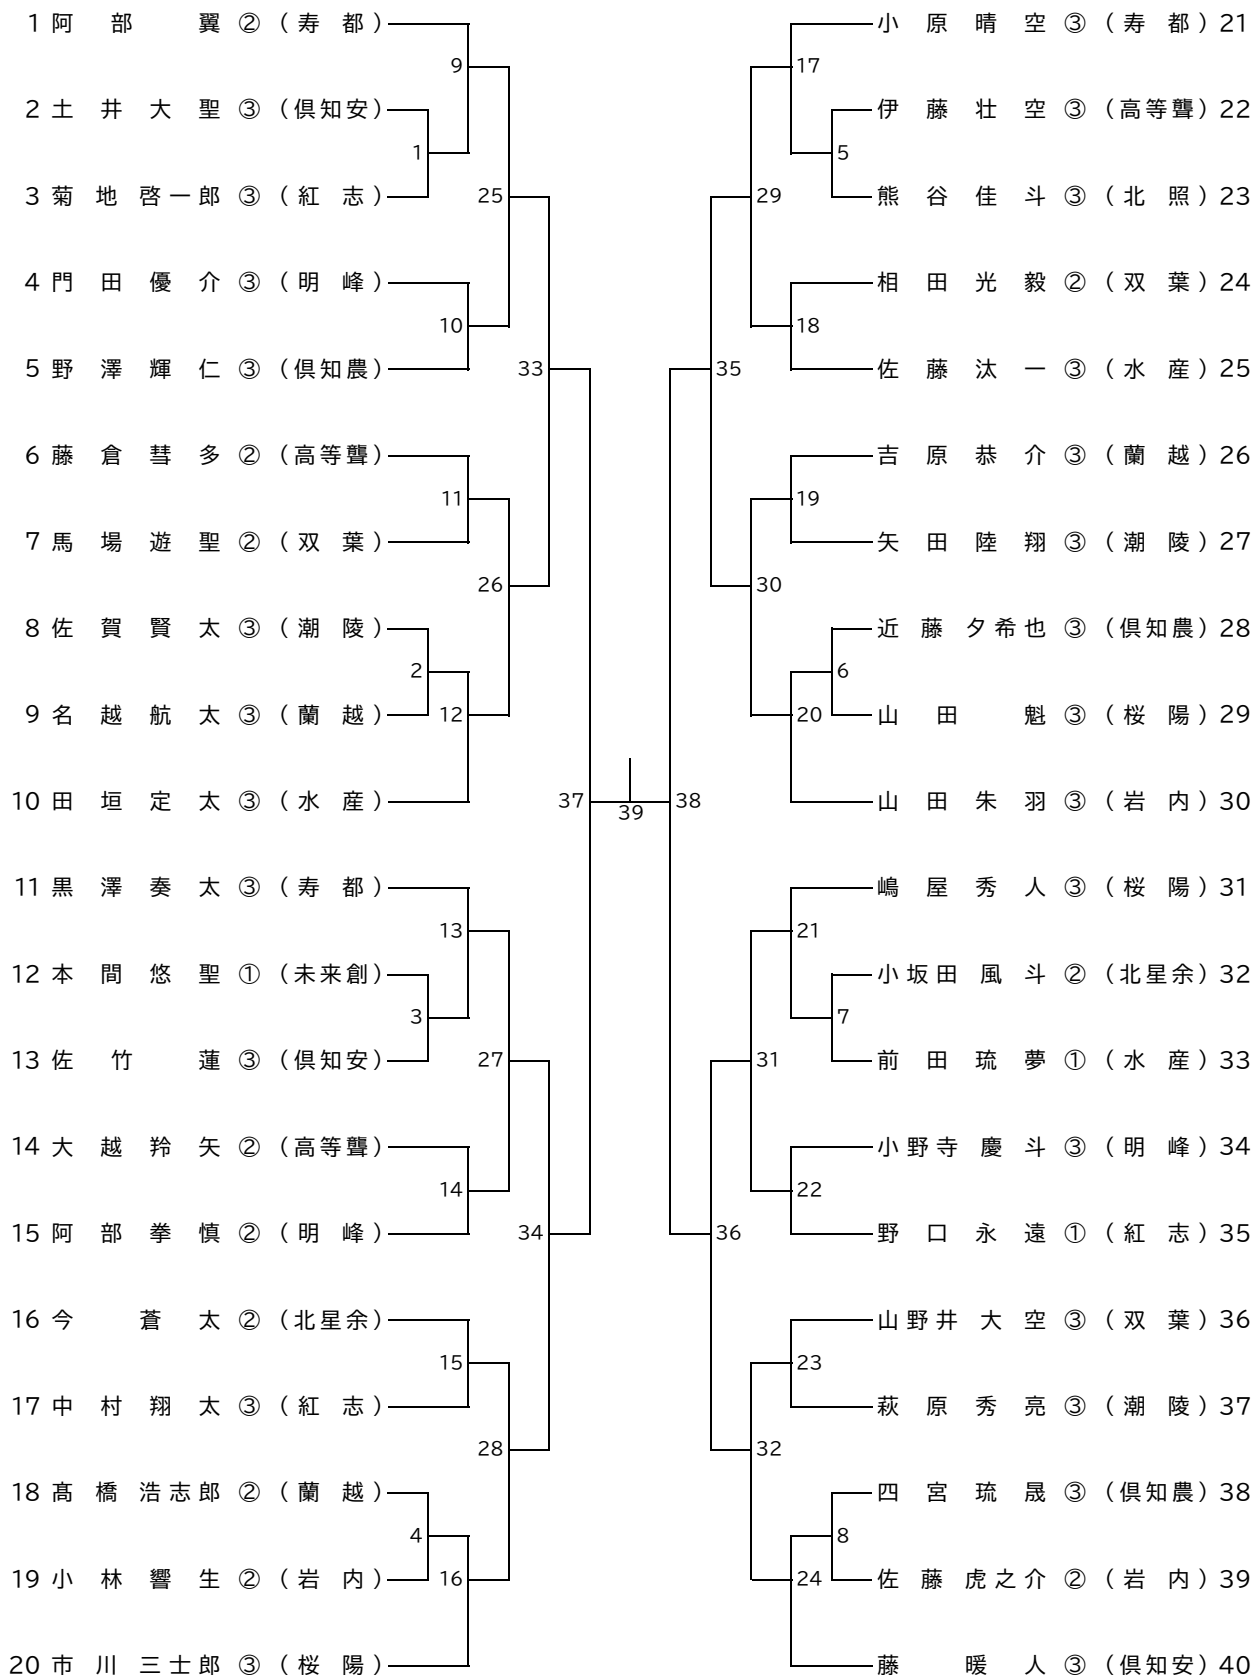 1 阿部 翼 ② (寿都)
9
2 土井大聖 ③ (倶知安)
1
3 菊地啓一郎 ③ (紅志)
25
4 門田優介 ③ (明峰)
10
5 野澤輝仁 ③ (倶知農)
33
6 藤倉彗多 ② (高等聾)
11
7 馬場遊聖 ② (双葉)
26
8 佐賀賢太 ③ (潮陵)
2
9 名越航太 ③ (蘭越)
12
10 田垣定太 ③ (水産)
37
11 黒澤奏太 ③ (寿都)
13
12 本間悠聖 ① (未来創)
3
13 佐竹 蓮 ③ (倶知安)
27
14 大越羚矢 ② (高等聾)
14
15 阿部拳慎 ② (明峰)
34
16 今 蒼太 ② (北星余)
15
17 中村翔太 ③ (紅志)
28
18 髙橋浩志郎 ② (蘭越)
4
19 小林響生 ② (岩内)
16
20 市川三士郎 ③ (桜陽)
39
小原晴空 ③ (寿都) 21
17
伊藤壮空 ③ (高等聾) 22
5
熊谷佳斗 ③ (北照) 23
29
相田光毅 ② (双葉) 24
18
佐藤汰一 ③ (水産) 25
35
吉原恭介 ③ (蘭越) 26
19
矢田陸翔 ③ (潮陵) 27
30
近藤夕希也 ③ (倶知農) 28
6
山田 魁 ③ (桜陽) 29
20
山田朱羽 ③ (岩内) 30
38
嶋屋秀人 ③ (桜陽) 31
21
小坂田風斗 ② (北星余) 32
7
前田琉夢 ① (水産) 33
31
小野寺慶斗 ③ (明峰) 34
22
野口永遠 ① (紅志) 35
36
山野井大空 ③ (双葉) 36
23
萩原秀亮 ③ (潮陵) 37
32
四宮琉晟 ③ (倶知農) 38
8
佐藤虎之介 ② (岩内) 39
24
藤 暖人 ③ (倶知安) 40